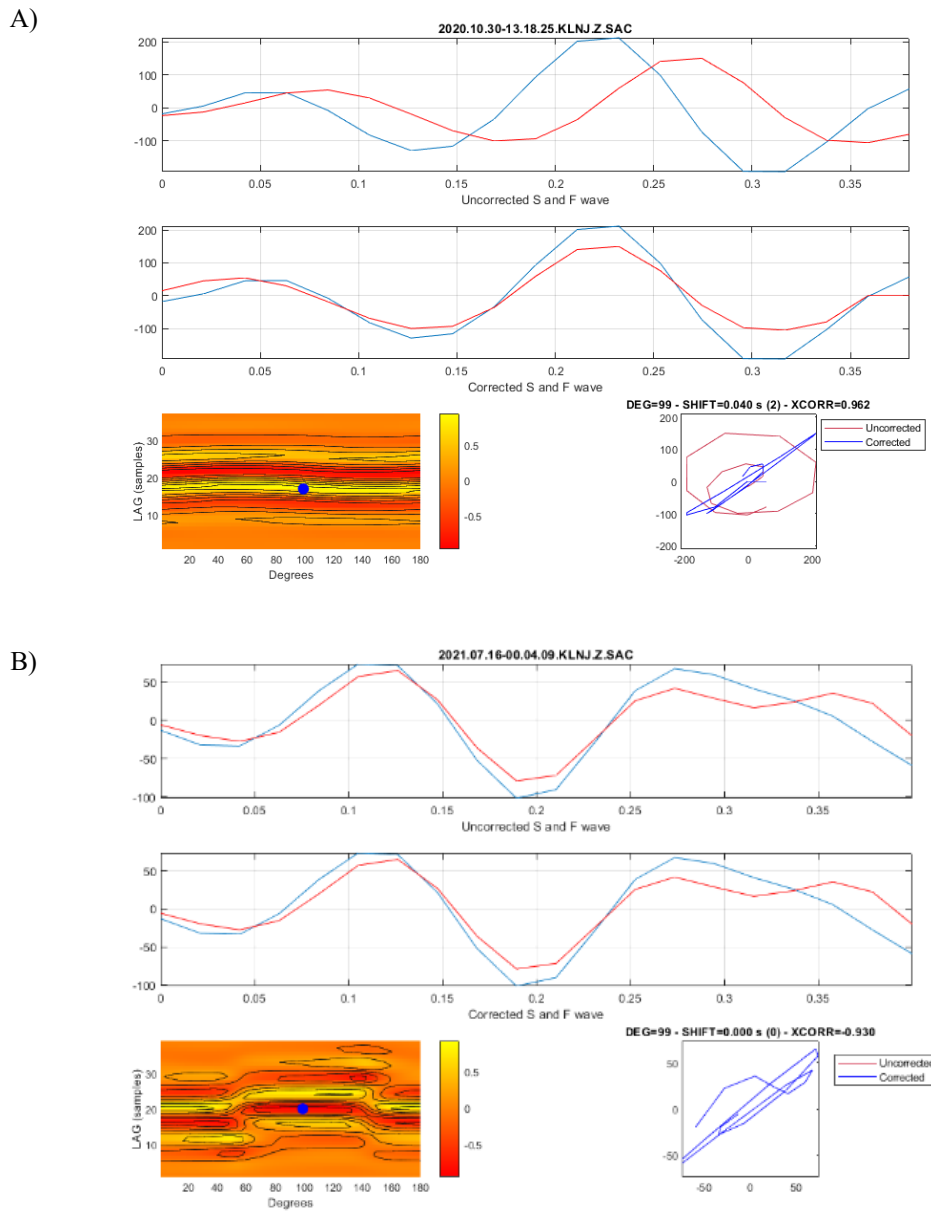 A)
2020.10.30-13.18.25.KLNJ.Z.SAC
200
100
0
-100
0 0.05 0.1 0.15 0.2 0.25 0.3 0.35
Uncorrected S and F wave
200
100
0
-100
0 0.05 0.1 0.15 0.2 0.25 0.3 0.35
Corrected S and F wave
DEG=99 - SHIFT=0.040 s (2) - XCORR=0.962
LAG (samples)
30
20
10
20 40 60 80 100 120 140 160 180
Degrees
0.5
0
-0.5
200
100
0
-100
-200
-200 0 200
Uncorrected
Corrected
B)
2021.07.16-00.04.09.KLNJ.Z.SAC
50
0
-50
-100
0 0.05 0.1 0.15 0.2 0.25 0.3 0.35
Uncorrected S and F wave
50
0
-50
-100
0 0.05 0.1 0.15 0.2 0.25 0.3 0.35
Corrected S and F wave
DEG=99 - SHIFT=0.000 s (0) - XCORR=-0.930
LAG (samples)
30
20
10
20 40 60 80 100 120 140 160 180
Degrees
0.5
0
-0.5
50
0
-50
-50 0 50
Uncorrected
Corrected